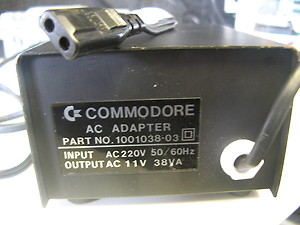 COMMODORE
AC ADAPTER
PART NO. 1001038-03
INPUT AC 220V 50/60Hz
OUTPUT AC 11V 38VA